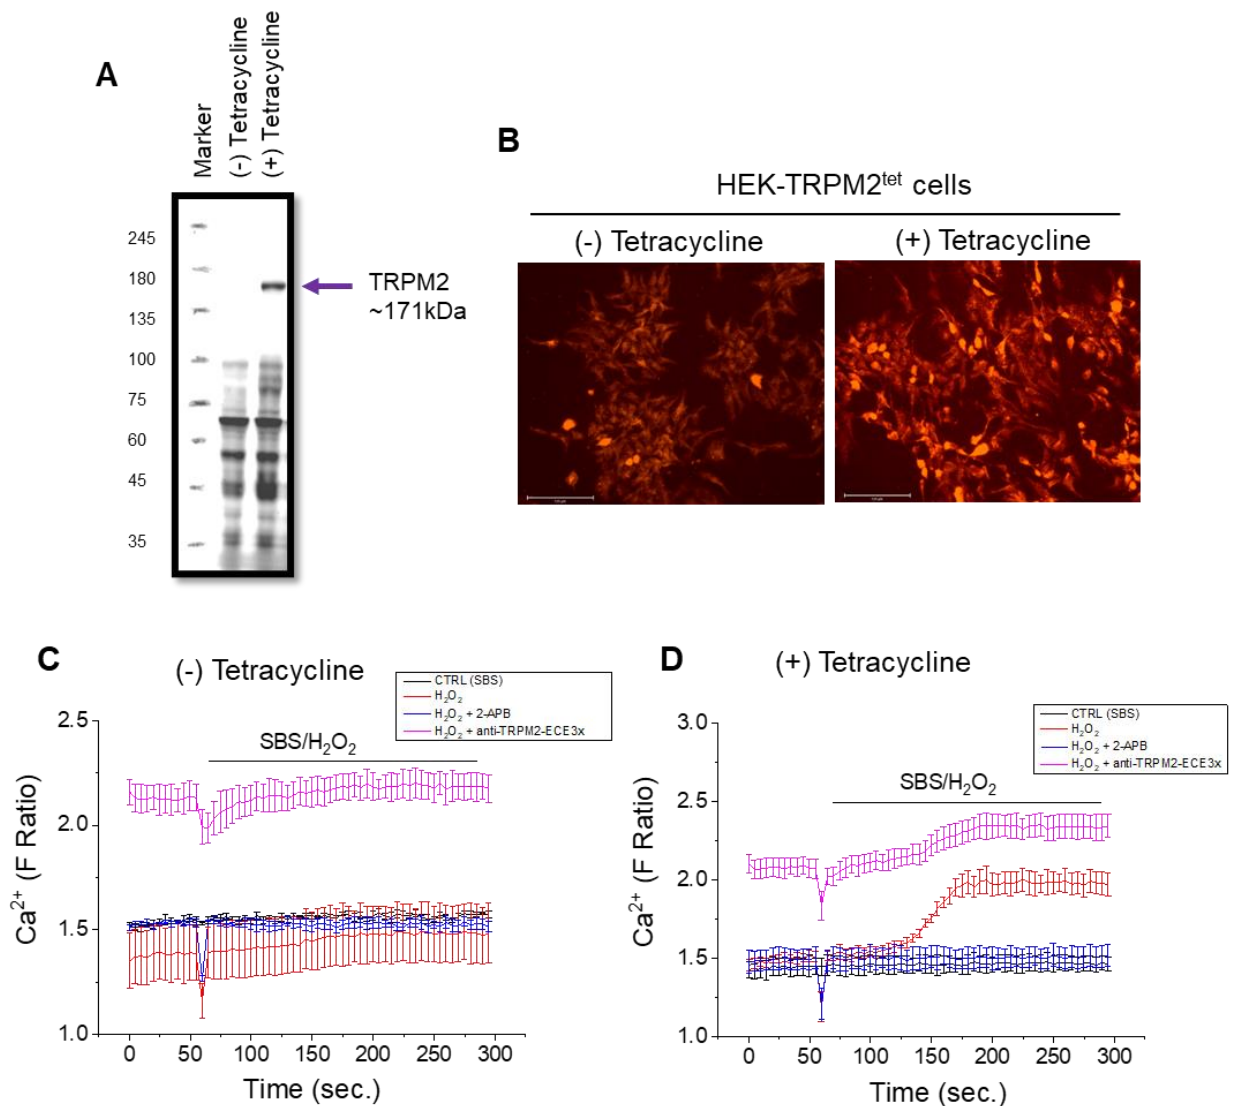 A
Marker
(-) Tetracycline
(+) Tetracycline
245
180
135
100
75
60
45
35
TRPM2
~171kDa
B
HEK-TRPM2tet cells
(-) Tetracycline
(+) Tetracycline
C
(-) Tetracycline
CTRL (SBS)
H2O2
H2O2 + 2-APB
H2O2 + anti-TRPM2-ECE3x
SBS/H2O2
2.5
2.0
1.5
1.0
Ca2+ (F Ratio)
0 50 100 150 200 250 300
Time (sec.)
D
(+) Tetracycline
CTRL (SBS)
H2O2
H2O2 + 2-APB
H2O2 + anti-TRPM2-ECE3x
SBS/H2O2
3.0
2.5
2.0
1.5
1.0
Ca2+ (F Ratio)
0 50 100 150 200 250 300
Time (sec.)